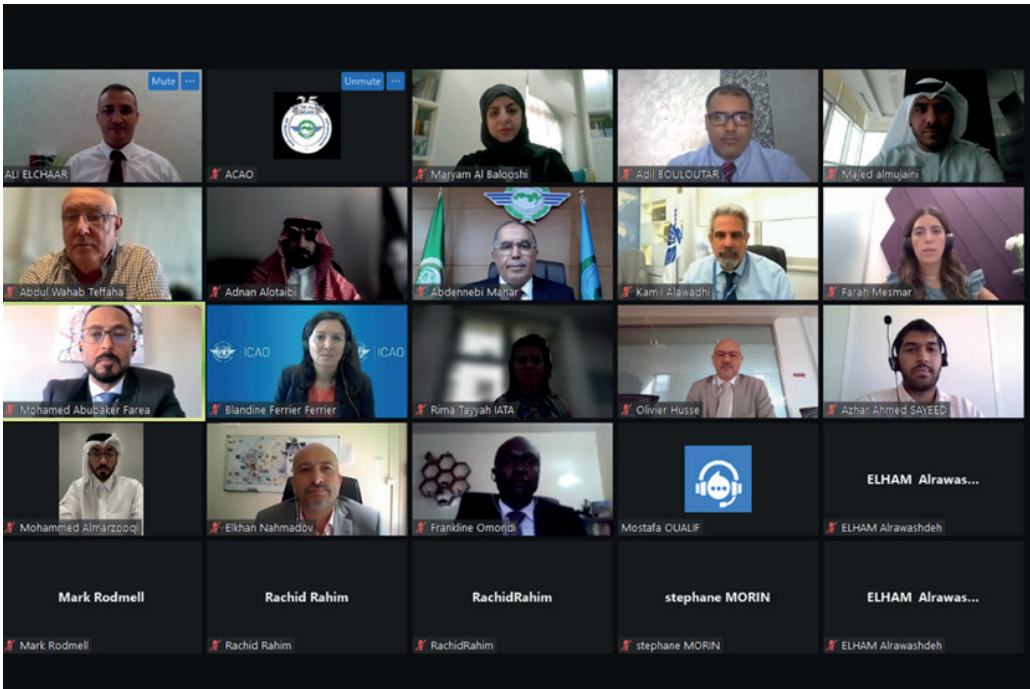 Mute ...
ALI ELCHAAR
Unmute ...
35
ACAO
Maryam Al Balooshi
Adil BOULOUTAR
Majed almujaini
Abdul Wahab Teffaha
Adnan Alotaibi
Abdennebi Manar
Kamil Alawadhi
Farah Mesmar
Mohamed Abubaker Farea
ICAO
ICAO
Blandine Ferrier Ferrier
Rima Tayyah IATA
Olivier Husse
Azhar Ahmed SAYEED
Mohammed Almarzooqi
Elkhan Nahmadov
Frankline Omondi
Mostafa OUALIF
ELHAM Alrawas...
ELHAM Alrawashdeh
Mark Rodmell
Mark Rodmell
Rachid Rahim
Rachid Rahim
RachidRahim
RachidRahim
stephane MORIN
stephane MORIN
ELHAM Alrawas...
ELHAM Alrawashdeh